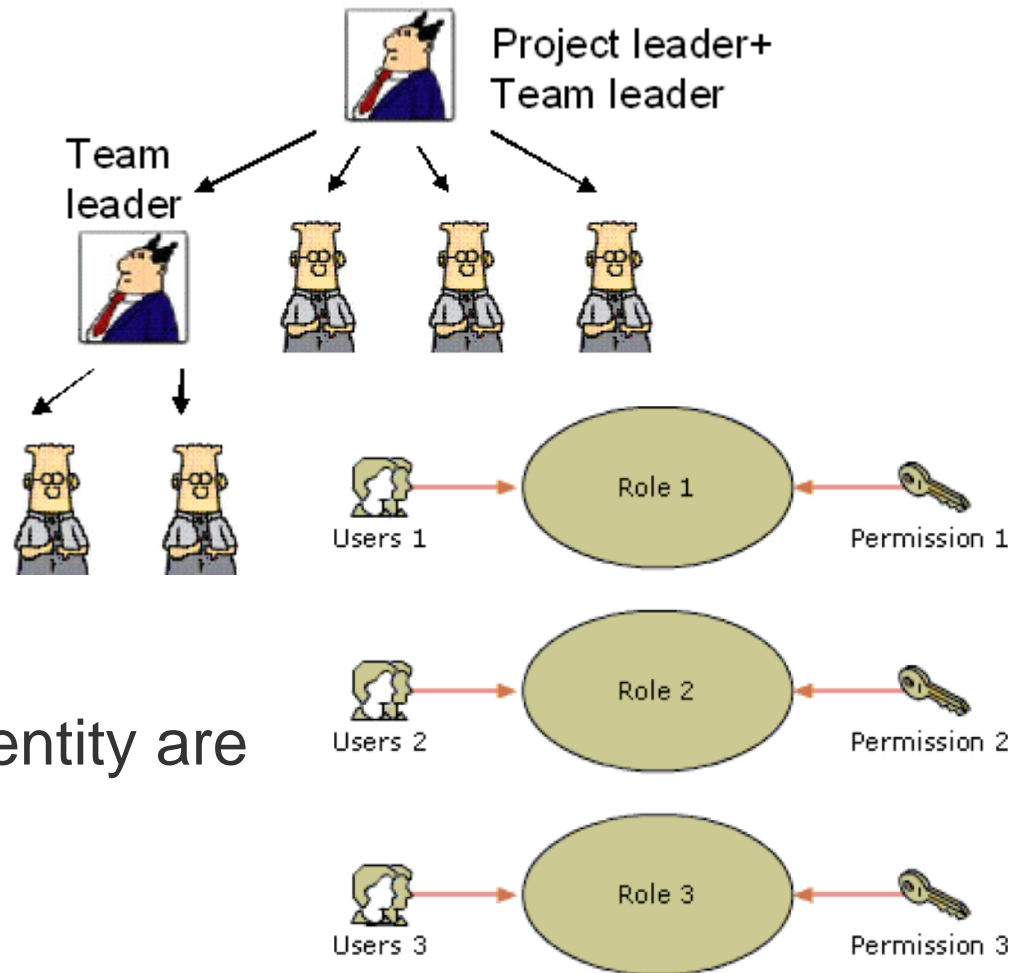 Project leader+
Team leader
Team
leader
Role 1
Users 1
Permission 1
Role 2
Users 2
Permission 2
entity are
Role 3
Users 3
Permission 3